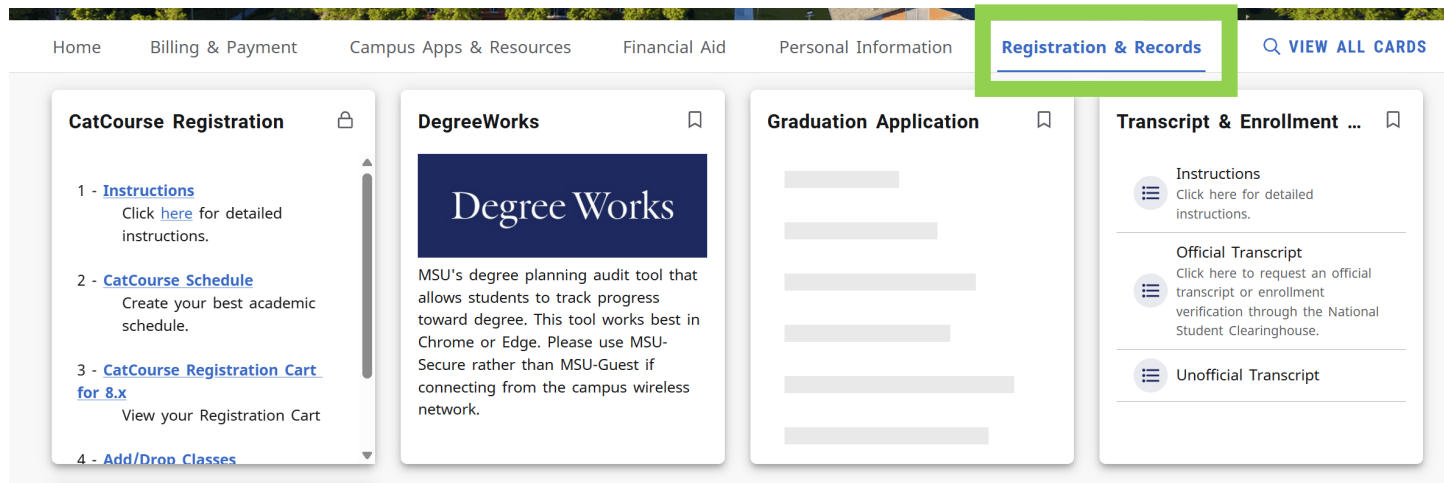 Home
Billing & Payment
Campus Apps & Resources
Financial Aid
Personal Information
Registration & Records
VIEW ALL CARDS
CatCourse Registration
1 - Instructions
Click here for detailed
instructions.
2 - CatCourse Schedule
Create your best academic
schedule.
3 - CatCourse Registration Cart
for 8.x
View your Registration Cart
4 - Add/Drop Classes
DegreeWorks
Degree Works
MSU's degree planning audit tool that
allows students to track progress
toward degree. This tool works best in
Chrome or Edge. Please use MSU-
Secure rather than MSU-Guest if
connecting from the campus wireless
network.
Graduation Application
Transcript & Enrollment ...
Instructions
Click here for detailed
instructions.
Official Transcript
Click here to request an official
transcript or enrollment
verification through the National
Student Clearinghouse.
Unofficial Transcript